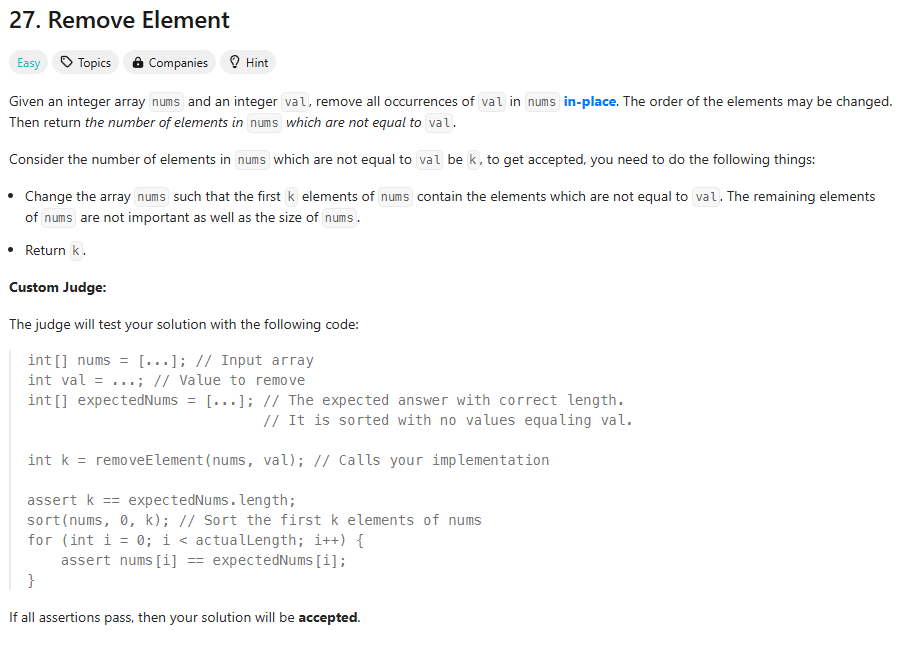 27. Remove Element
Easy Topics Companies Hint
Given an integer array nums and an integer val, remove all occurrences of val in nums in-place. The order of the elements may be changed.
Then return the number of elements in nums which are not equal to val.
Consider the number of elements in nums which are not equal to val be k, to get accepted, you need to do the following things:
• Change the array nums such that the first k elements of nums contain the elements which are not equal to val. The remaining elements
of nums are not important as well as the size of nums.
• Return k.
Custom Judge:
The judge will test your solution with the following code:
int[] nums = [...]; // Input array
int val = ...; // Value to remove
int[] expectedNums = [...]; // The expected answer with correct length.
                            // It is sorted with no values equaling val.
int k = removeElement(nums, val); // Calls your implementation
assert k == expectedNums.length;
sort(nums, 0, k); // Sort the first k elements of nums
for (int i = 0; i < actualLength; i++) {
    assert nums[i] == expectedNums[i];
}
If all assertions pass, then your solution will be accepted.